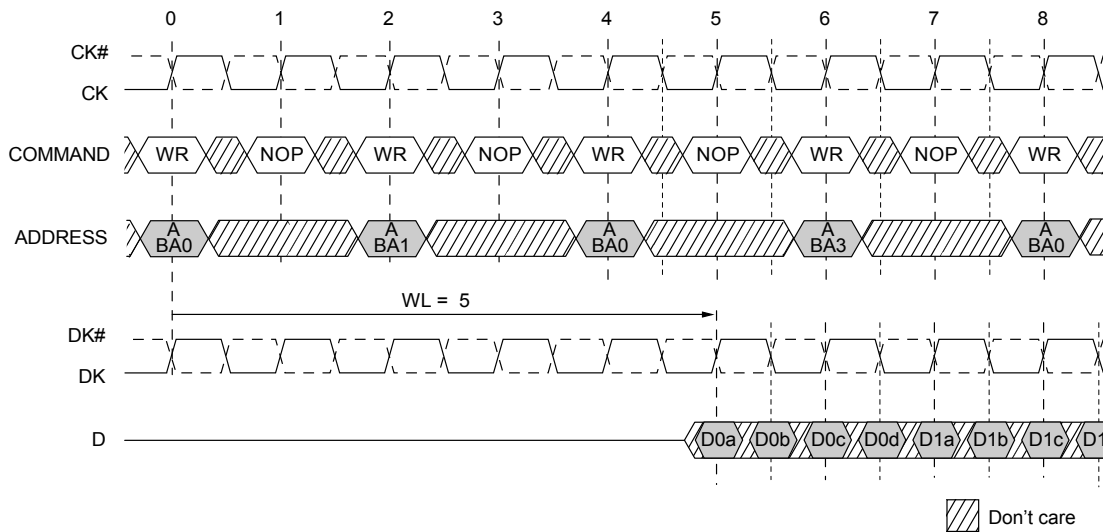 0 1 2 3 4 5 6 7 8
CK#
CK
COMMAND WR NOP WR NOP WR NOP WR NOP WR
ADDRESS A BA0 A BA1 A BA0 A BA3 A BA0
WL = 5
DK#
DK
D D0a D0b D0c D0d D1a D1b D1c D1
Don't care